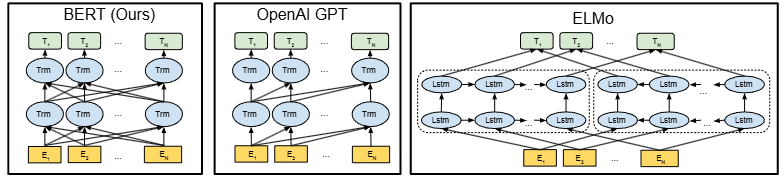 BERT (Ours)
T1 T2 ... TN
Trm Trm ... Trm
Trm Trm ... Trm
E1 E2 ... EN
OpenAI GPT
T1 T2 ... TN
Trm Trm ... Trm
Trm Trm ... Trm
E1 E2 ... EN
ELMo
T1 T2 ... TN
Lstm Lstm ... Lstm Lstm Lstm ... Lstm
Lstm Lstm ... Lstm Lstm Lstm ... Lstm
E1 E2 ... EN